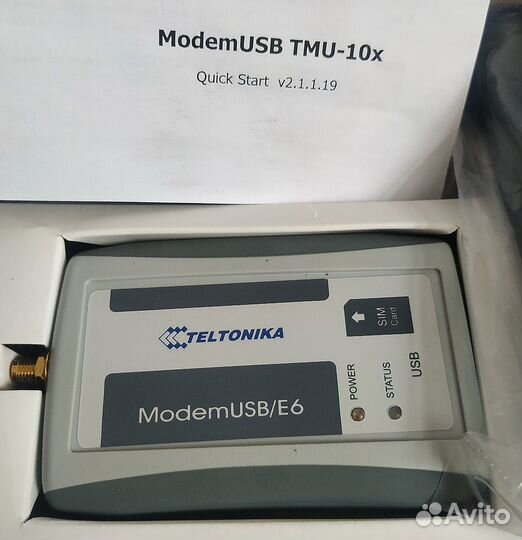 ModemUSB TMU-10x
Quick Start v2.1.1.19
TELTONIKA
SIM
Card
ModemUSB/E6
POWER
STATUS
USB
Avito